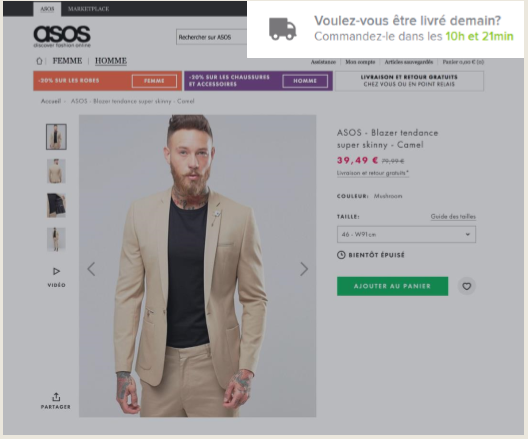 ASOS MARKETPLACE
Voulez-vous être livré demain?
Commandez-le dans les 10h et 21min
asos
discover fashion online
Rechercher sur ASOS
FEMME HOMME
Assistance Mon compte Articles sauvegardés Panier 0,00 € (0)
-20% SUR LES ROBES FEMME
-20% SUR LES CHAUSSURES
ET ACCESSOIRES HOMME
LIVRAISON ET RETOUR GRATUITS
CHEZ VOUS OU EN POINT RELAIS
Accueil - ASOS - Blazer tendance super skinny - Camel
ASOS - Blazer tendance
super skinny - Camel
39,49 € 79,99 €
Livraison et retour gratuits*
COULEUR: Mushroom
TAILLE: Guide des tailles
46 - W91cm
BIENTÔT ÉPUISÉ
AJOUTER AU PANIER
VIDÉO
PARTAGER